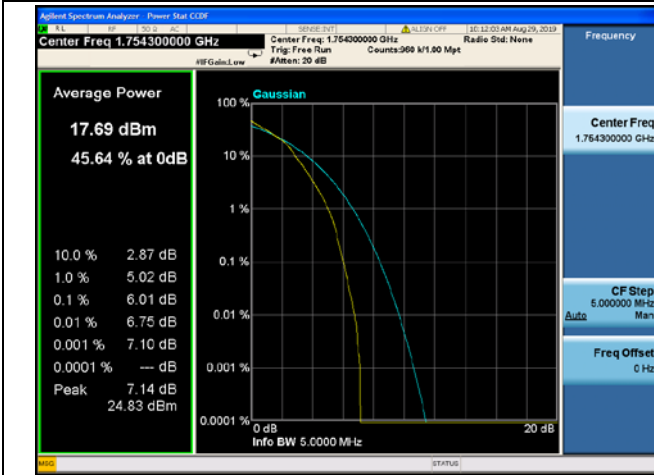 Agilent Spectrum Analyzer - Power Stat CCDF
RL RF 50 Ω AC SENSE:INT ALIGN OFF 10:12:03 AM Aug 29, 2019
Center Freq 1.754300000 GHz
Center Freq: 1.754300000 GHz Radio Std: None
Trig: Free Run Counts:960 k/1.00 Mpt
#IFGain:Low #Atten: 20 dB
Frequency
Average Power
17.69 dBm
45.64 % at 0dB
10.0 % 2.87 dB
1.0 % 5.02 dB
0.1 % 6.01 dB
0.01 % 6.75 dB
0.001 % 7.10 dB
0.0001 % --- dB
Peak 7.14 dB
24.83 dBm
Gaussian
100 %
10 %
1 %
0.1 %
0.01 %
0.001 %
0.0001 %
0 dB 20 dB
Info BW 5.0000 MHz
Center Freq
1.754300000 GHz
CF Step
5.000000 MHz
Auto Man
Freq Offset
0 Hz
MSG STATUS